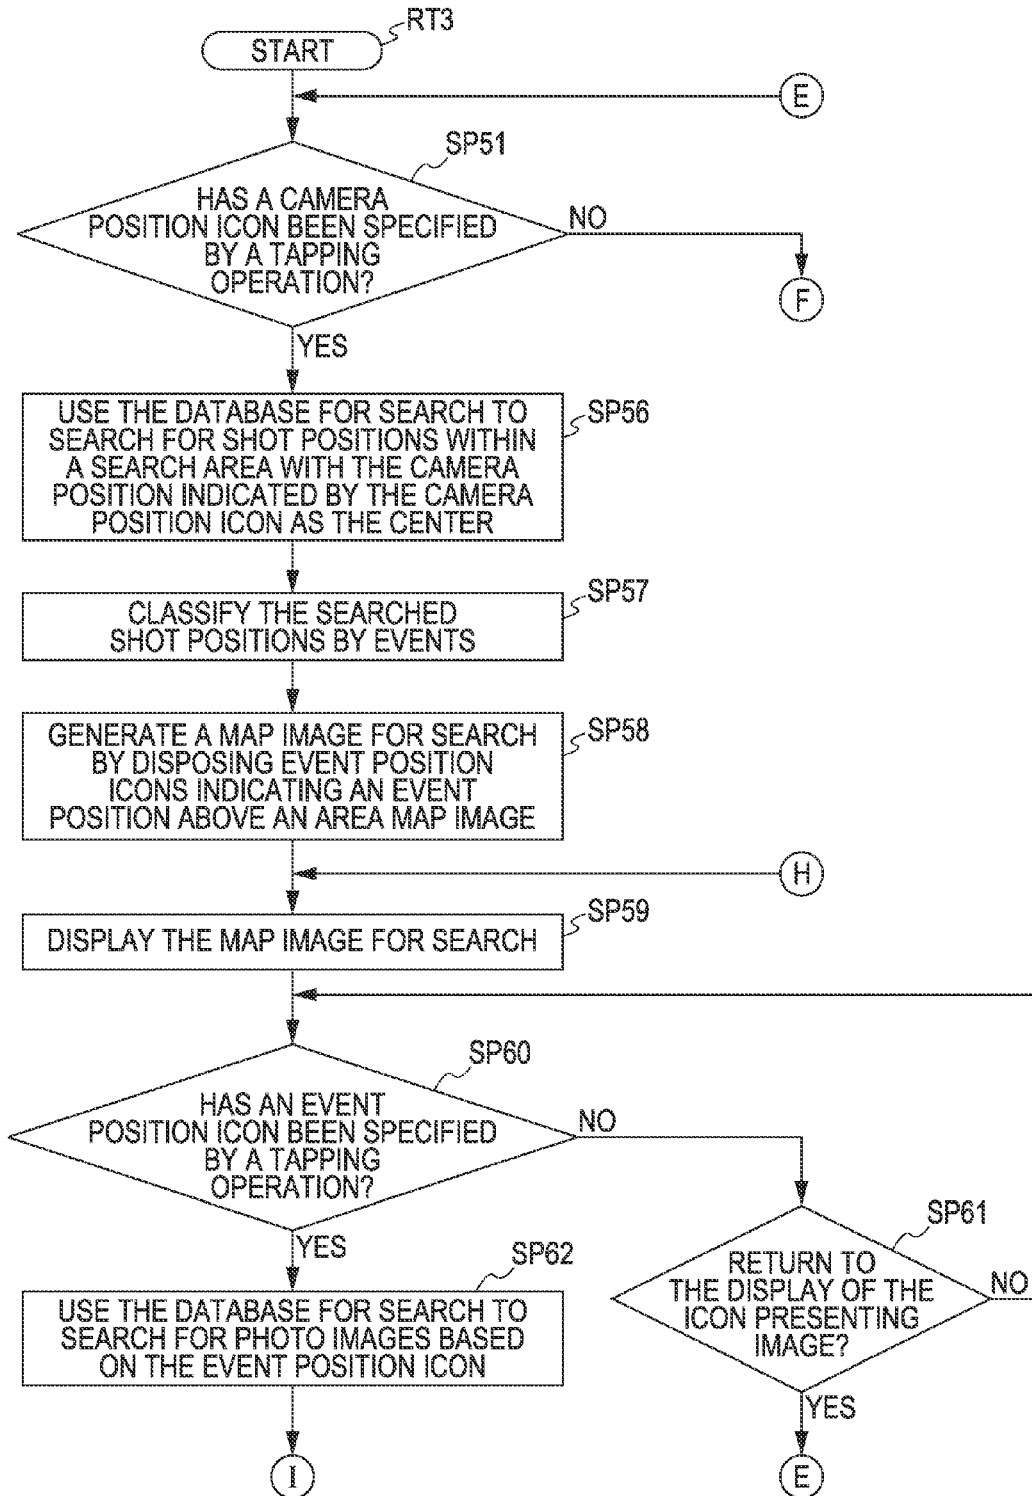 RT3
START
E
SP51
HAS A CAMERA
POSITION ICON BEEN SPECIFIED
BY A TAPPING
OPERATION?
NO
F
YES
SP56
USE THE DATABASE FOR SEARCH TO
SEARCH FOR SHOT POSITIONS WITHIN
A SEARCH AREA WITH THE CAMERA
POSITION INDICATED BY THE CAMERA
POSITION ICON AS THE CENTER
SP57
CLASSIFY THE SEARCHED
SHOT POSITIONS BY EVENTS
SP58
GENERATE A MAP IMAGE FOR SEARCH
BY DISPOSING EVENT POSITION
ICONS INDICATING AN EVENT
POSITION ABOVE AN AREA MAP IMAGE
H
SP59
DISPLAY THE MAP IMAGE FOR SEARCH
SP60
HAS AN EVENT
POSITION ICON BEEN SPECIFIED
BY A TAPPING
OPERATION?
NO
YES
SP61
RETURN TO
THE DISPLAY OF THE
ICON PRESENTING
IMAGE?
NO
YES
E
SP62
USE THE DATABASE FOR SEARCH TO
SEARCH FOR PHOTO IMAGES BASED
ON THE EVENT POSITION ICON
I